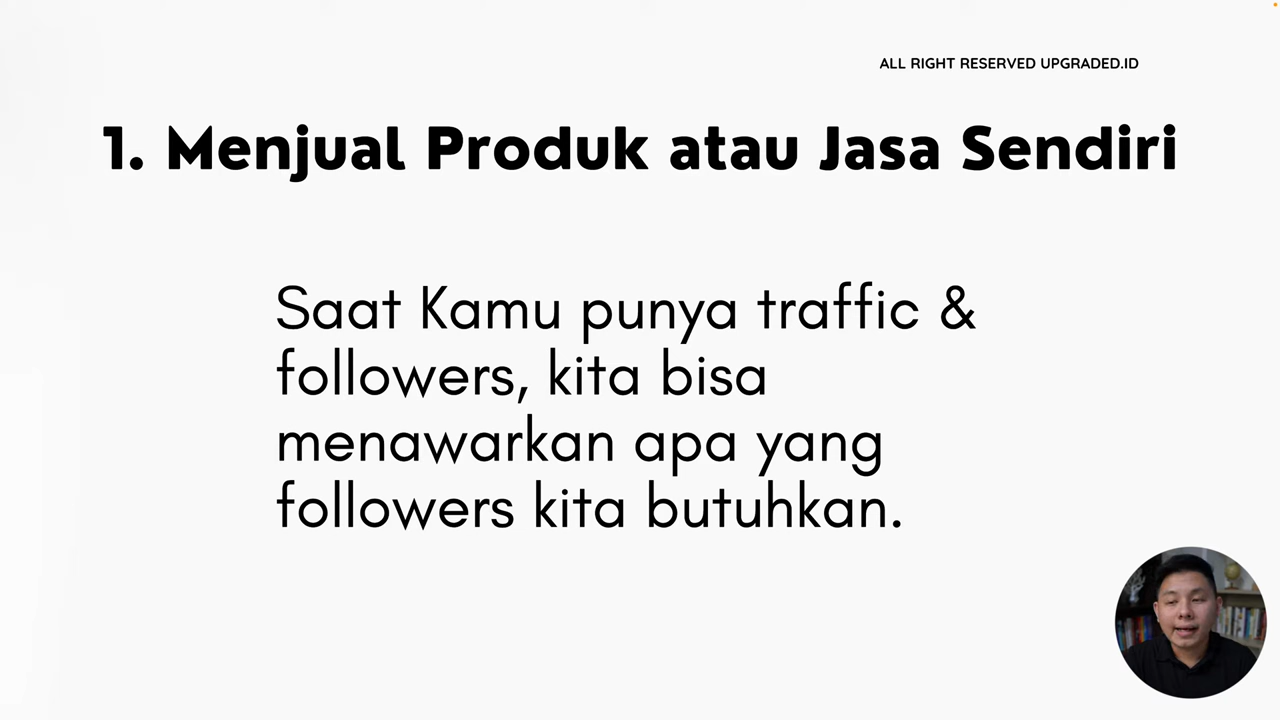 ALL RIGHT RESERVED UPGRADED.ID
1. Menjual Produk atau Jasa Sendiri
Saat Kamu punya traffic &
followers, kita bisa
menawarkan apa yang
followers kita butuhkan.